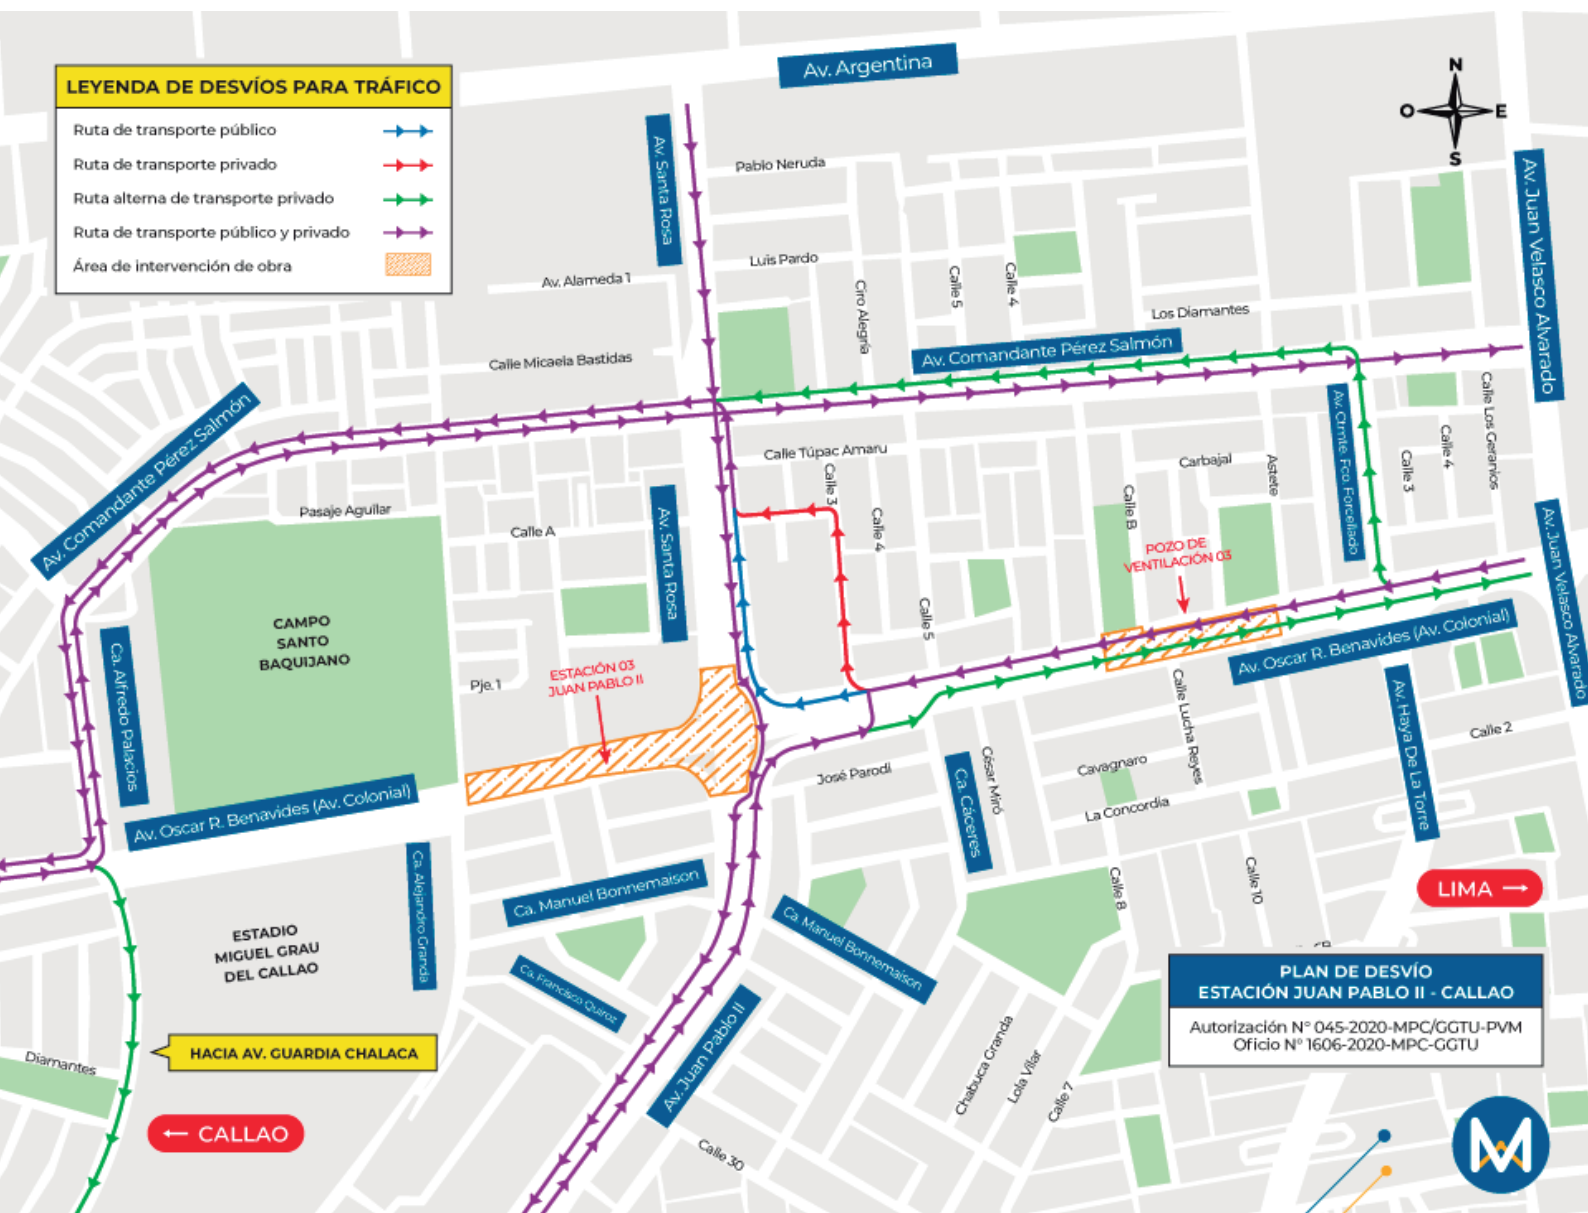 Av. Argentina
LEYENDA DE DESVÍOS PARA TRÁFICO
Ruta de transporte público
Ruta de transporte privado
Ruta alterna de transporte privado
Ruta de transporte público y privado
Área de intervención de obra
N
O
E
S
Av. Santa Rosa
Pablo Neruda
Av. Juan Velasco Alvarado
Luis Pardo
Av. Alameda 1
Ciro Alegría
Calle 5
Calle 4
Los Diamantes
Calle Micaela Bastidas
Av. Comandante Pérez Salmón
Av. Comandante Pérez Salmón
Av. Ctrmte. Fco. Forcellado
Calle Los Geranios
Calle 4
Calle 3
Calle Túpac Amaru
Calle 3
Calle 4
Carbajal
Astete
Calle B
Pasaje Aguilar
Calle A
Av. Santa Rosa
Av. Juan Velasco Alvarado
POZO DE
VENTILACIÓN 03
CAMPO
SANTO
BAQUIJANO
Calle 5
Ca. Alfredo Palacios
ESTACIÓN 03
JUAN PABLO II
Pje. 1
Av. Oscar R. Benavides (Av. Colonial)
Calle Lucha Reyes
Av. Haya De La Torre
Calle 2
César Miró
José Parodi
Ca. Cáceres
Cavagnaro
La Concordia
Av. Oscar R. Benavides (Av. Colonial)
Ca. Alejandro Granda
Ca. Manuel Bonnemaison
Ca. Manuel Bonnemaison
Calle 8
Calle 10
LIMA →
ESTADIO
MIGUEL GRAU
DEL CALLAO
Ca. Francisco Quiroz
Av. Juan Pablo II
PLAN DE DESVÍO
ESTACIÓN JUAN PABLO II - CALLAO
Autorización N° 045-2020-MPC/GGTU-PVM
Oficio N° 1606-2020-MPC-GGTU
HACIA AV. GUARDIA CHALACA
Diamantes
Chabuca Granda
Lola Vilar
Calle 7
← CALLAO
Calle 30
M